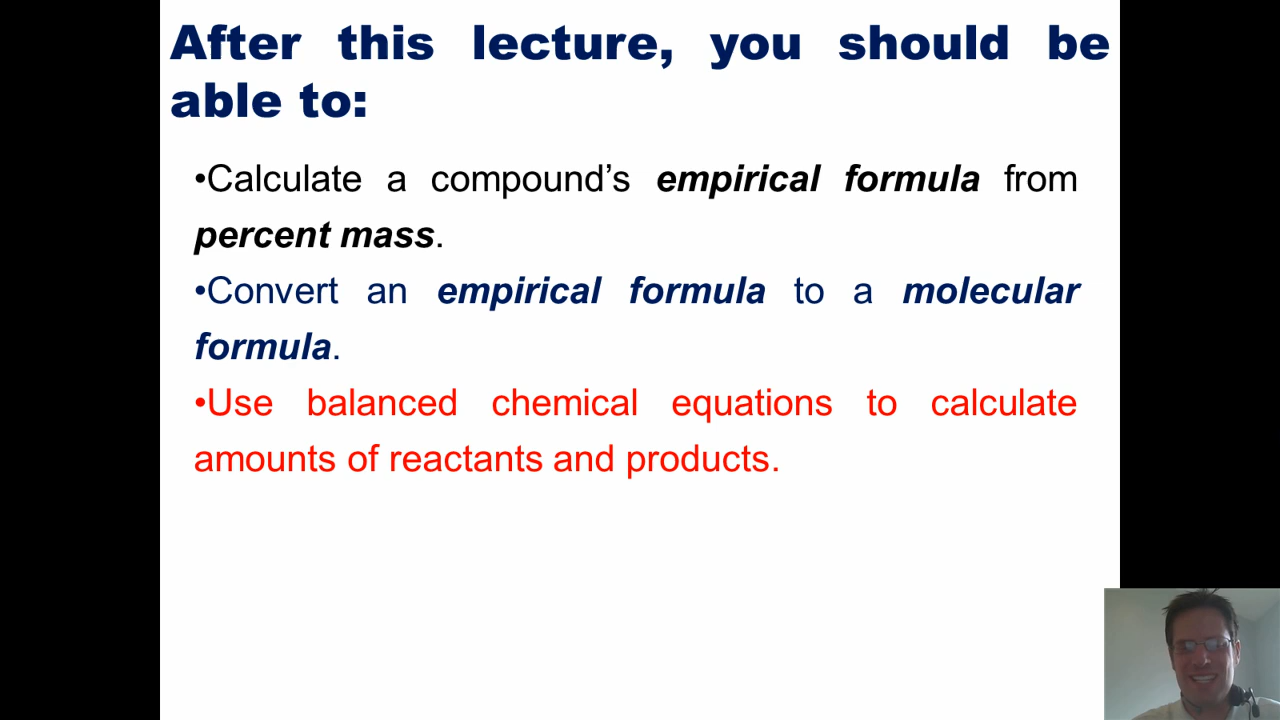 After this lecture, you should be
able to:
•Calculate a compound’s empirical formula from
percent mass.
•Convert an empirical formula to a molecular
formula.
•Use balanced chemical equations to calculate
amounts of reactants and products.